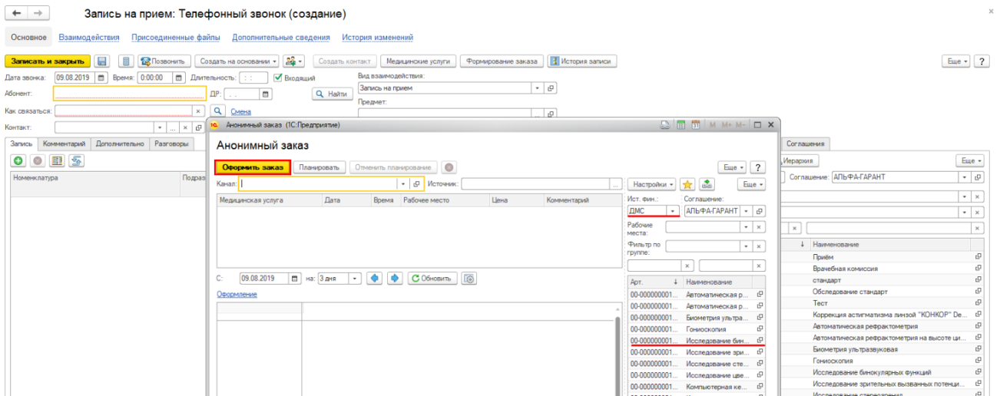 Запись на прием: Телефонный звонок (создание)
Основное Взаимодействия Присоединенные файлы Дополнительные сведения История изменений
Записать и закрыть Позвонить Создать на основании Создать контакт Медицинские услуги Формирование заказа История записи Еще ?
Дата звонка: 09.08.2019 Время: 0:00:00 Длительность: : : Входящий Вид взаимодействия:
Запись на прием
Абонент: ДР: . . Найти
Предмет:
Как связаться: Смена
Контакт:
Запись Комментарий Дополнительно Разговоры
Номенклатура Подраз
Анонимный заказ (1С:Предприятие) M M+ M-
Анонимный заказ
Оформить заказ Планировать Отменить планирование Еще ?
Канал: Источник:
Медицинская услуга Дата Время Рабочее место Цена Комментарий
С: 09.08.2019 на: 3 дня Обновить
Оформление
Настройки Еще
Ист. фин.: Соглашение:
ДМС АЛЬФА-ГАРАНТ
Рабочие
места:
Фильтр по
группе:
Арт. ↓ Наименование
00-000000001... Автоматическая р...
00-000000001... Автоматическая р...
00-000000001... Биометрия ультра...
00-000000001... Гониоскопия
00-000000001... Исследование бин...
00-000000001... Исследование зри...
00-000000001... Исследование сте...
00-000000001... Исследование цве...
00-000000001... Компьютерная ке...
Соглашения
Иерархия Еще
Соглашение: АЛЬФА-ГАРАНТ
↓ Наименование
Приём
Врачебная комиссия
стандарт
Обследование стандарт
Тест
Коррекция астигматизма линзой "КОНКОР" De...
Автоматическая рефрактометрия
Автоматическая рефрактометрия на высоте ци...
Биометрия ультразвуковая
Гониоскопия
Исследование бинокулярных функций
Исследование зрительных вызванных потенци...
Исследование стереозрения